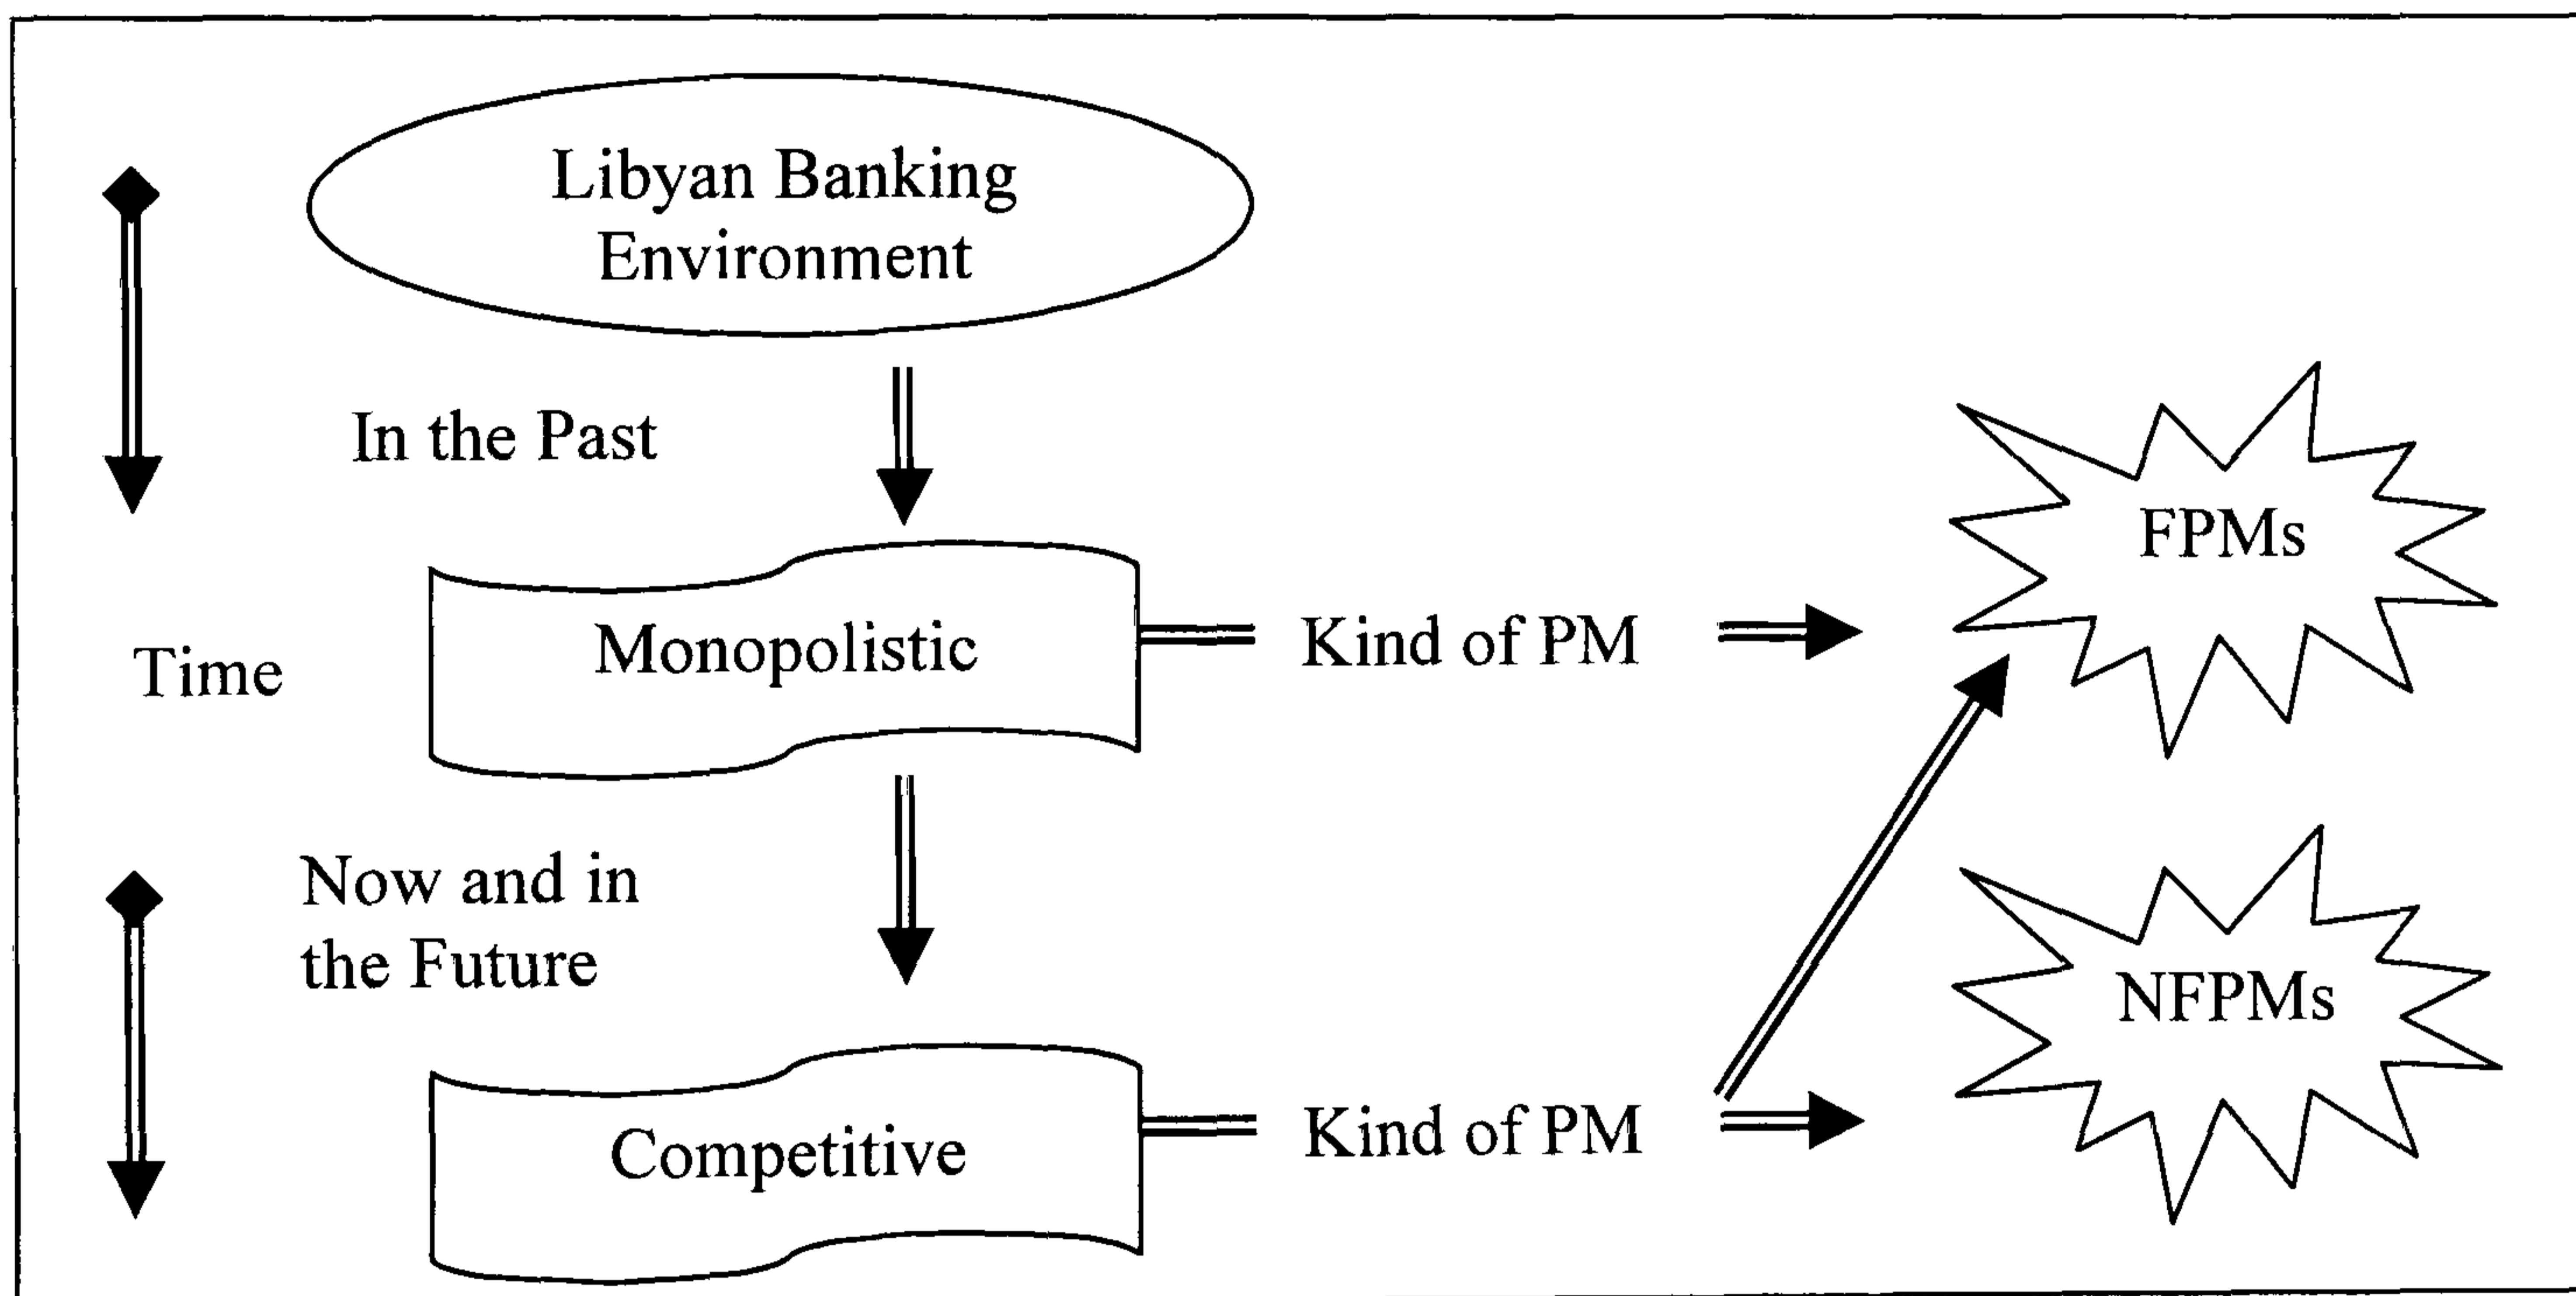 Libyan Banking
Environment
In the Past
FPMs
Monopolistic
Kind of PM
Time
Now and in
the Future
NFPMs
Competitive
Kind of PM